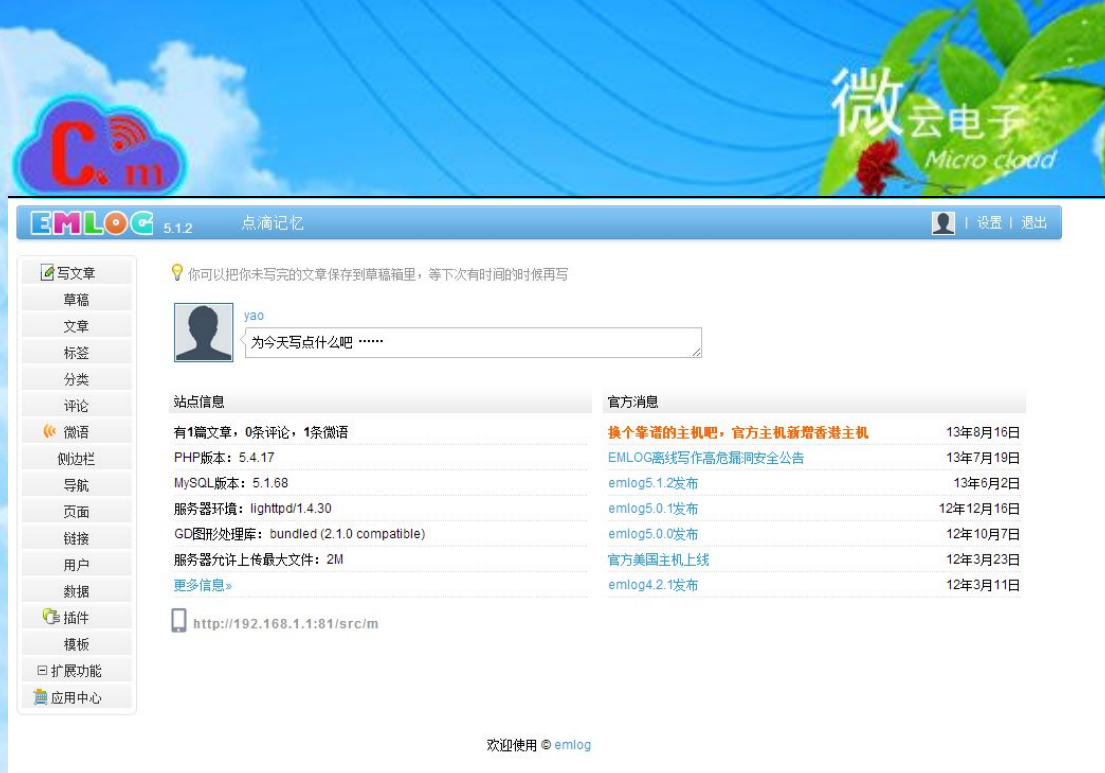 微云电子
Micro cloud
C m
EMLOG 5.1.2 点滴记忆 | 设置 | 退出
写文章
草稿
文章
标签
分类
评论
微语
侧边栏
导航
页面
链接
用户
数据
插件
模板
扩展功能
应用中心
你可以把你未写完的文章保存到草稿箱里，等下次有时间的时候再写
yao
为今天写点什么吧 ……
站点信息
有1篇文章，0条评论，1条微语
PHP版本：5.4.17
MySQL版本：5.1.68
服务器环境：lighttpd/1.4.30
GD图形处理库：bundled (2.1.0 compatible)
服务器允许上传最大文件：2M
更多信息»
http://192.168.1.1:81/src/m
官方消息
换个靠谱的主机吧，官方主机新增香港主机 13年8月16日
EMLOG离线写作高危漏洞安全公告 13年7月19日
emlog5.1.2发布 13年6月2日
emlog5.0.1发布 12年12月16日
emlog5.0.0发布 12年10月7日
官方美国主机上线 12年3月23日
emlog4.2.1发布 12年3月11日
欢迎使用 © emlog